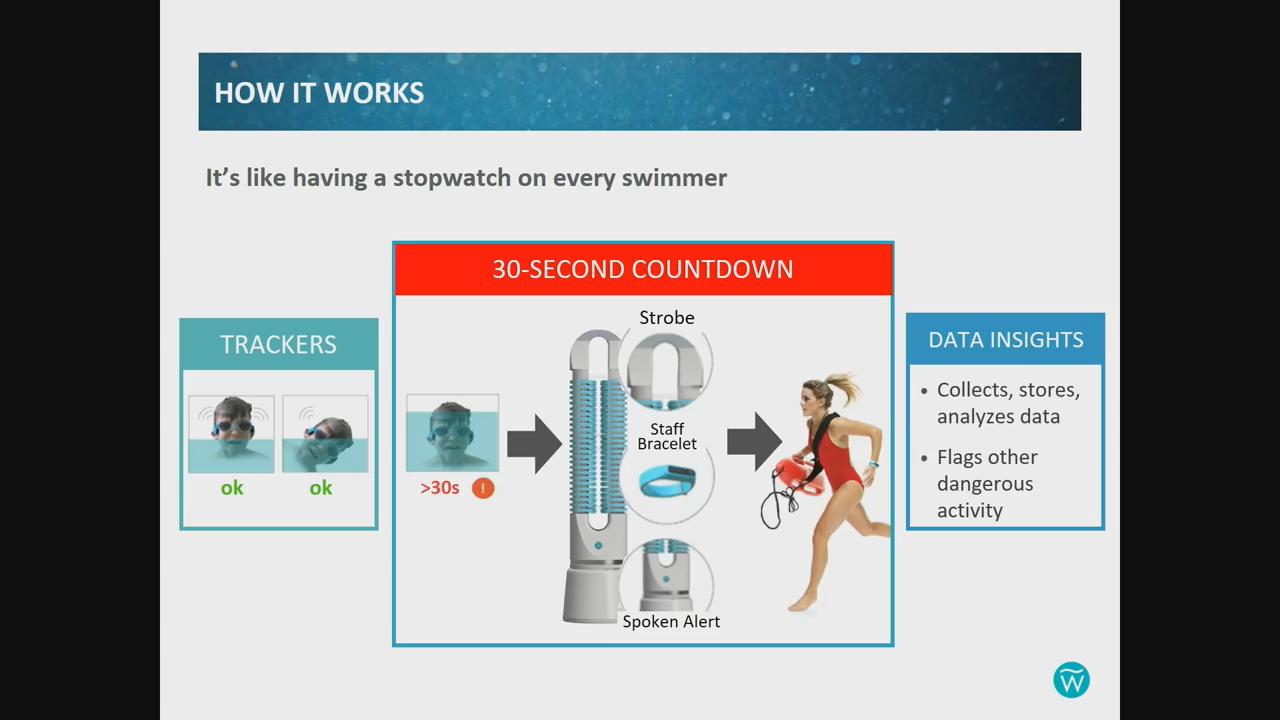 HOW IT WORKS
It's like having a stopwatch on every swimmer
TRACKERS
ok
ok
30-SECOND COUNTDOWN
>30s !
Strobe
Staff
Bracelet
Spoken Alert
DATA INSIGHTS
• Collects, stores,
analyzes data
• Flags other
dangerous
activity
W